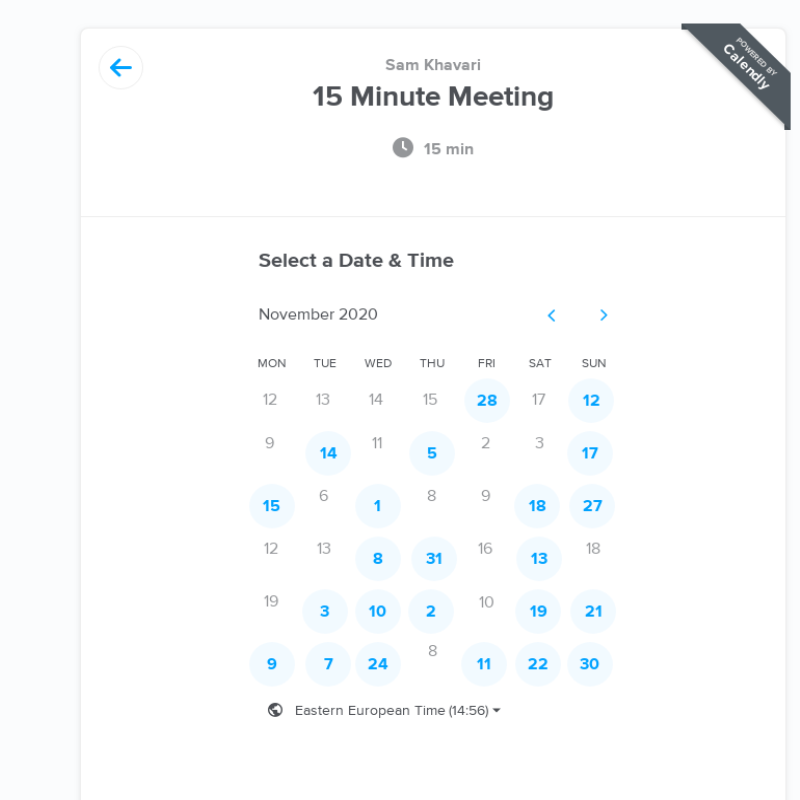 POWERED BY
Calendly
Sam Khavari
15 Minute Meeting
15 min
Select a Date & Time
November 2020
MON TUE WED THU FRI SAT SUN
12 13 14 15 28 17 12
9 14 11 5 2 3 17
15 6 1 8 9 18 27
12 13 8 31 16 13 18
19 3 10 2 10 19 21
9 7 24 8 11 22 30
Eastern European Time (14:56)